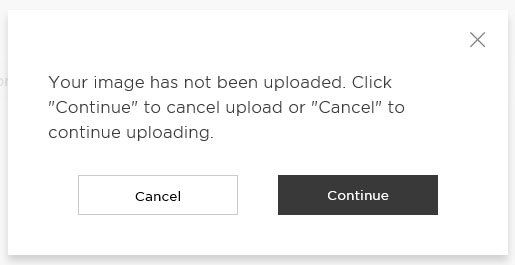 Your image has not been uploaded. Click
"Continue" to cancel upload or "Cancel" to
continue uploading.
Cancel
Continue